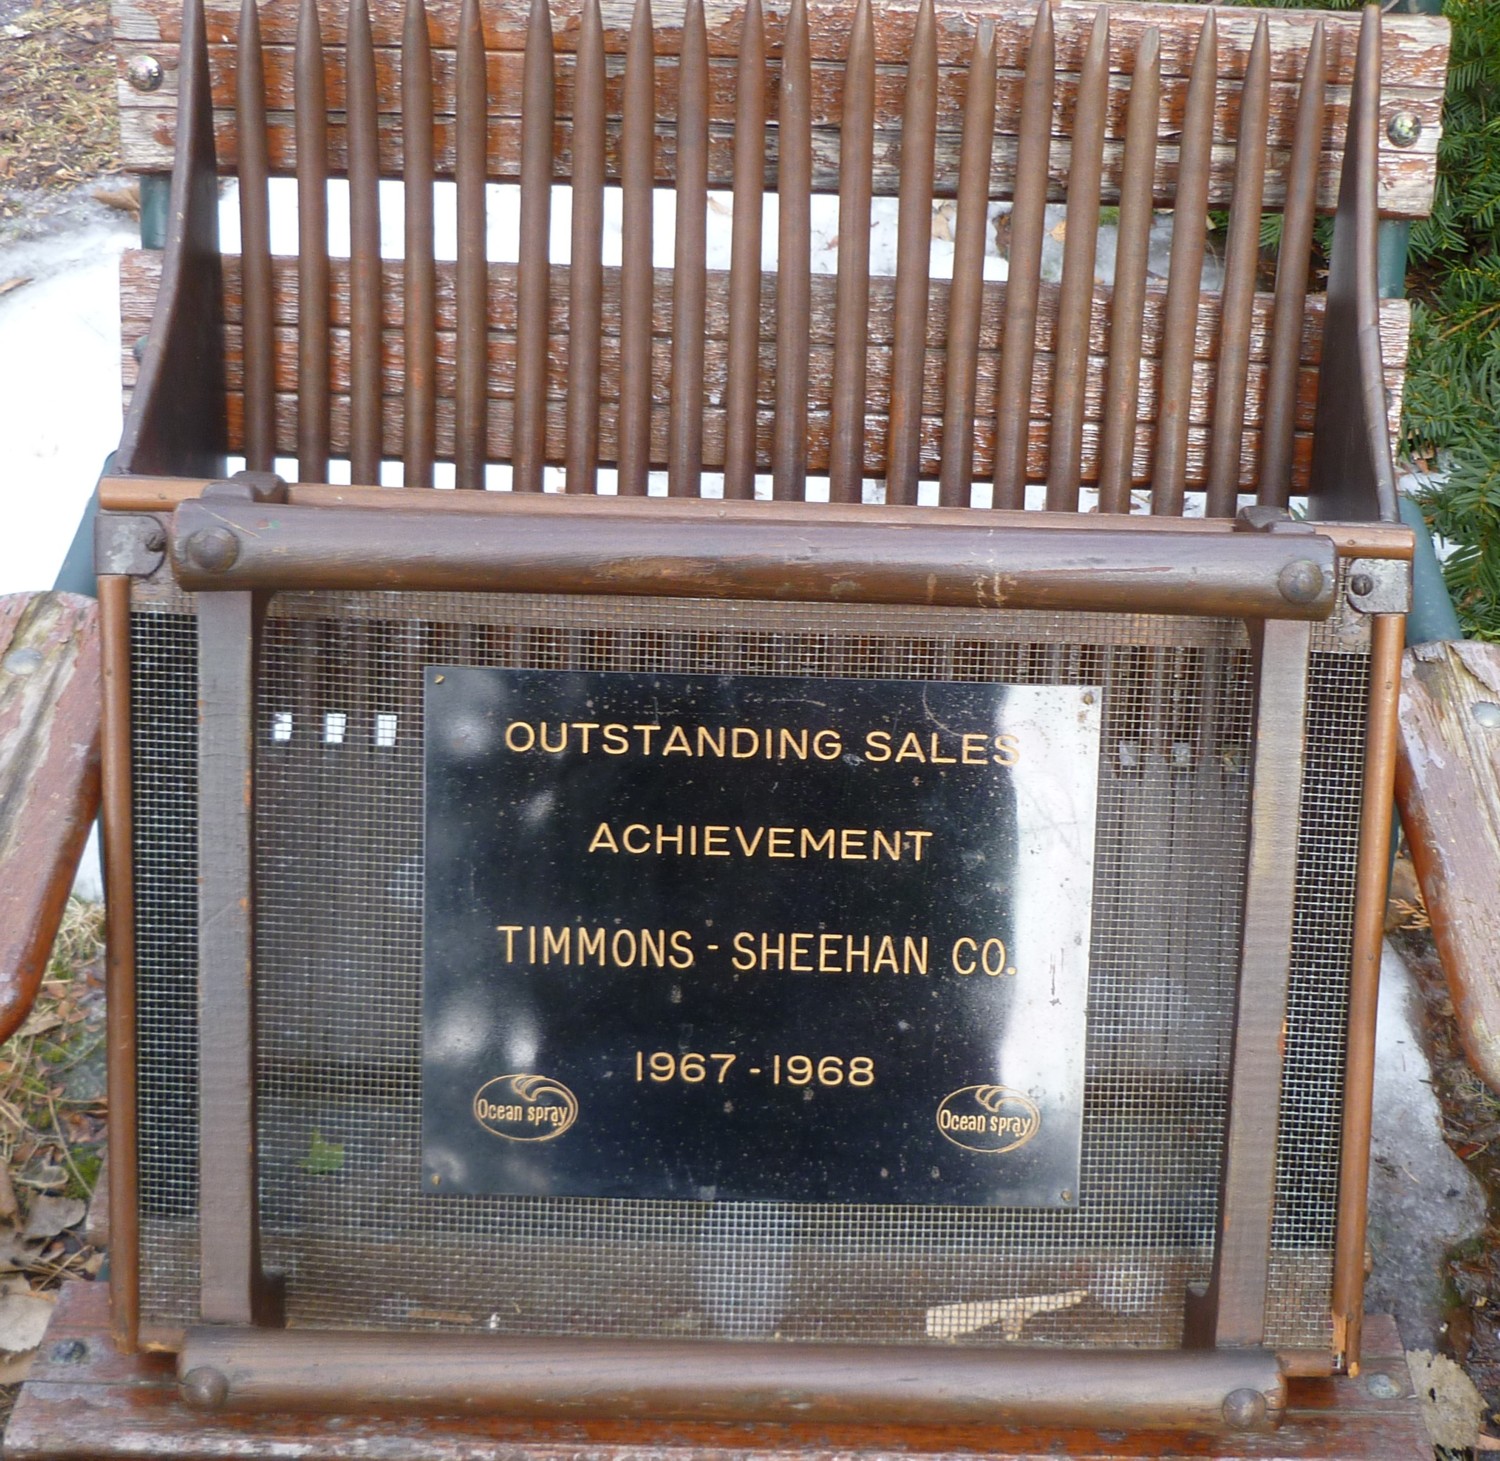 OUTSTANDING SALES
ACHIEVEMENT
TIMMONS - SHEEHAN CO.
1967 - 1968
Ocean spray
Ocean spray